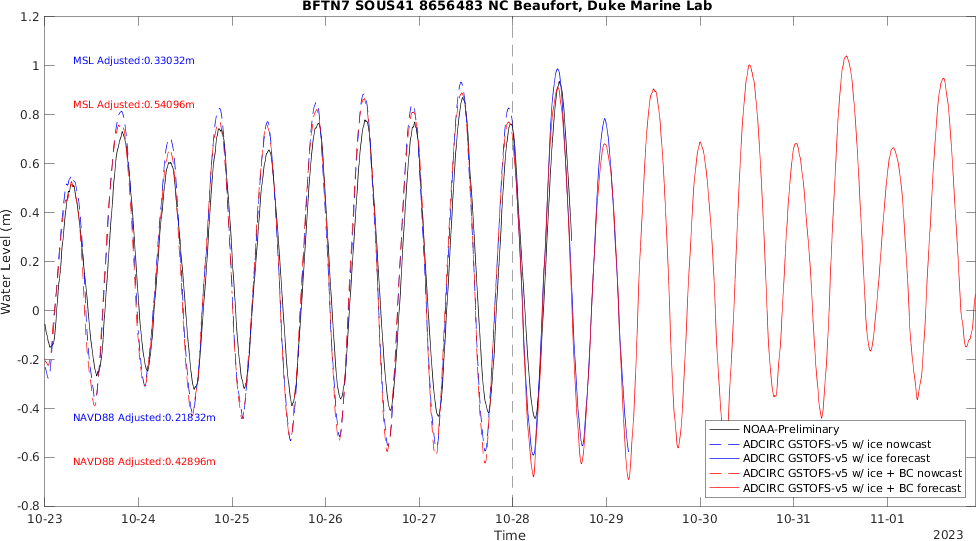 BFTN7 SOUS41 8656483 NC Beaufort, Duke Marine Lab
Water Level (m)
1.2
1
0.8
0.6
0.4
0.2
0
-0.2
-0.4
-0.6
-0.8
MSL Adjusted:0.33032m
MSL Adjusted:0.54096m
NAVD88 Adjusted:0.21832m
NAVD88 Adjusted:0.42896m
NOAA-Preliminary
ADCIRC GSTOFS-v5 w/ ice nowcast
ADCIRC GSTOFS-v5 w/ ice forecast
ADCIRC GSTOFS-v5 w/ ice + BC nowcast
ADCIRC GSTOFS-v5 w/ ice + BC forecast
10-23 10-24 10-25 10-26 10-27 10-28 10-29 10-30 10-31 11-01
Time
2023